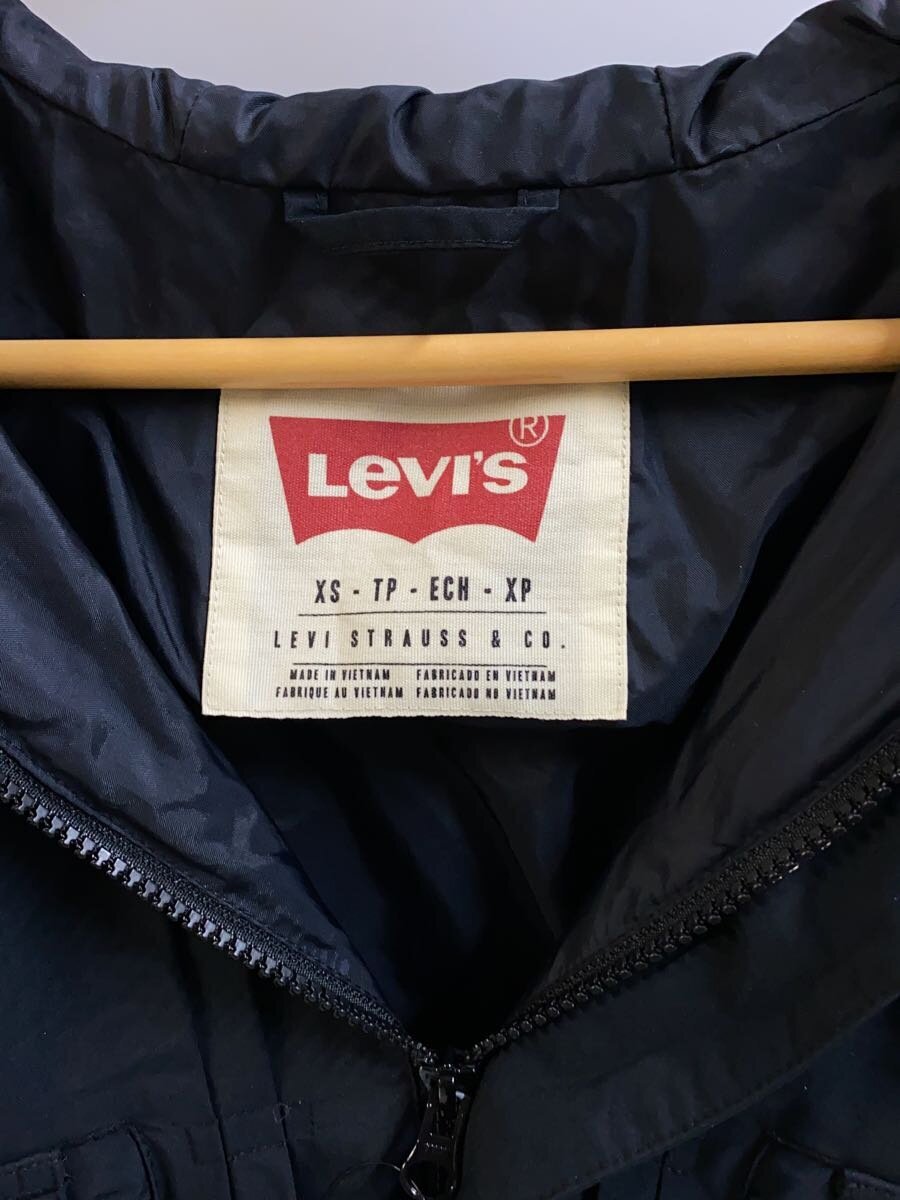 LEVI'S ®
XS - TP - ECH - XP
LEVI STRAUSS & CO.
MADE IN VIETNAM FABRICADO EN VIETNAM
FABRIQUE AU VIETNAM FABRICADO NO VIETNAM